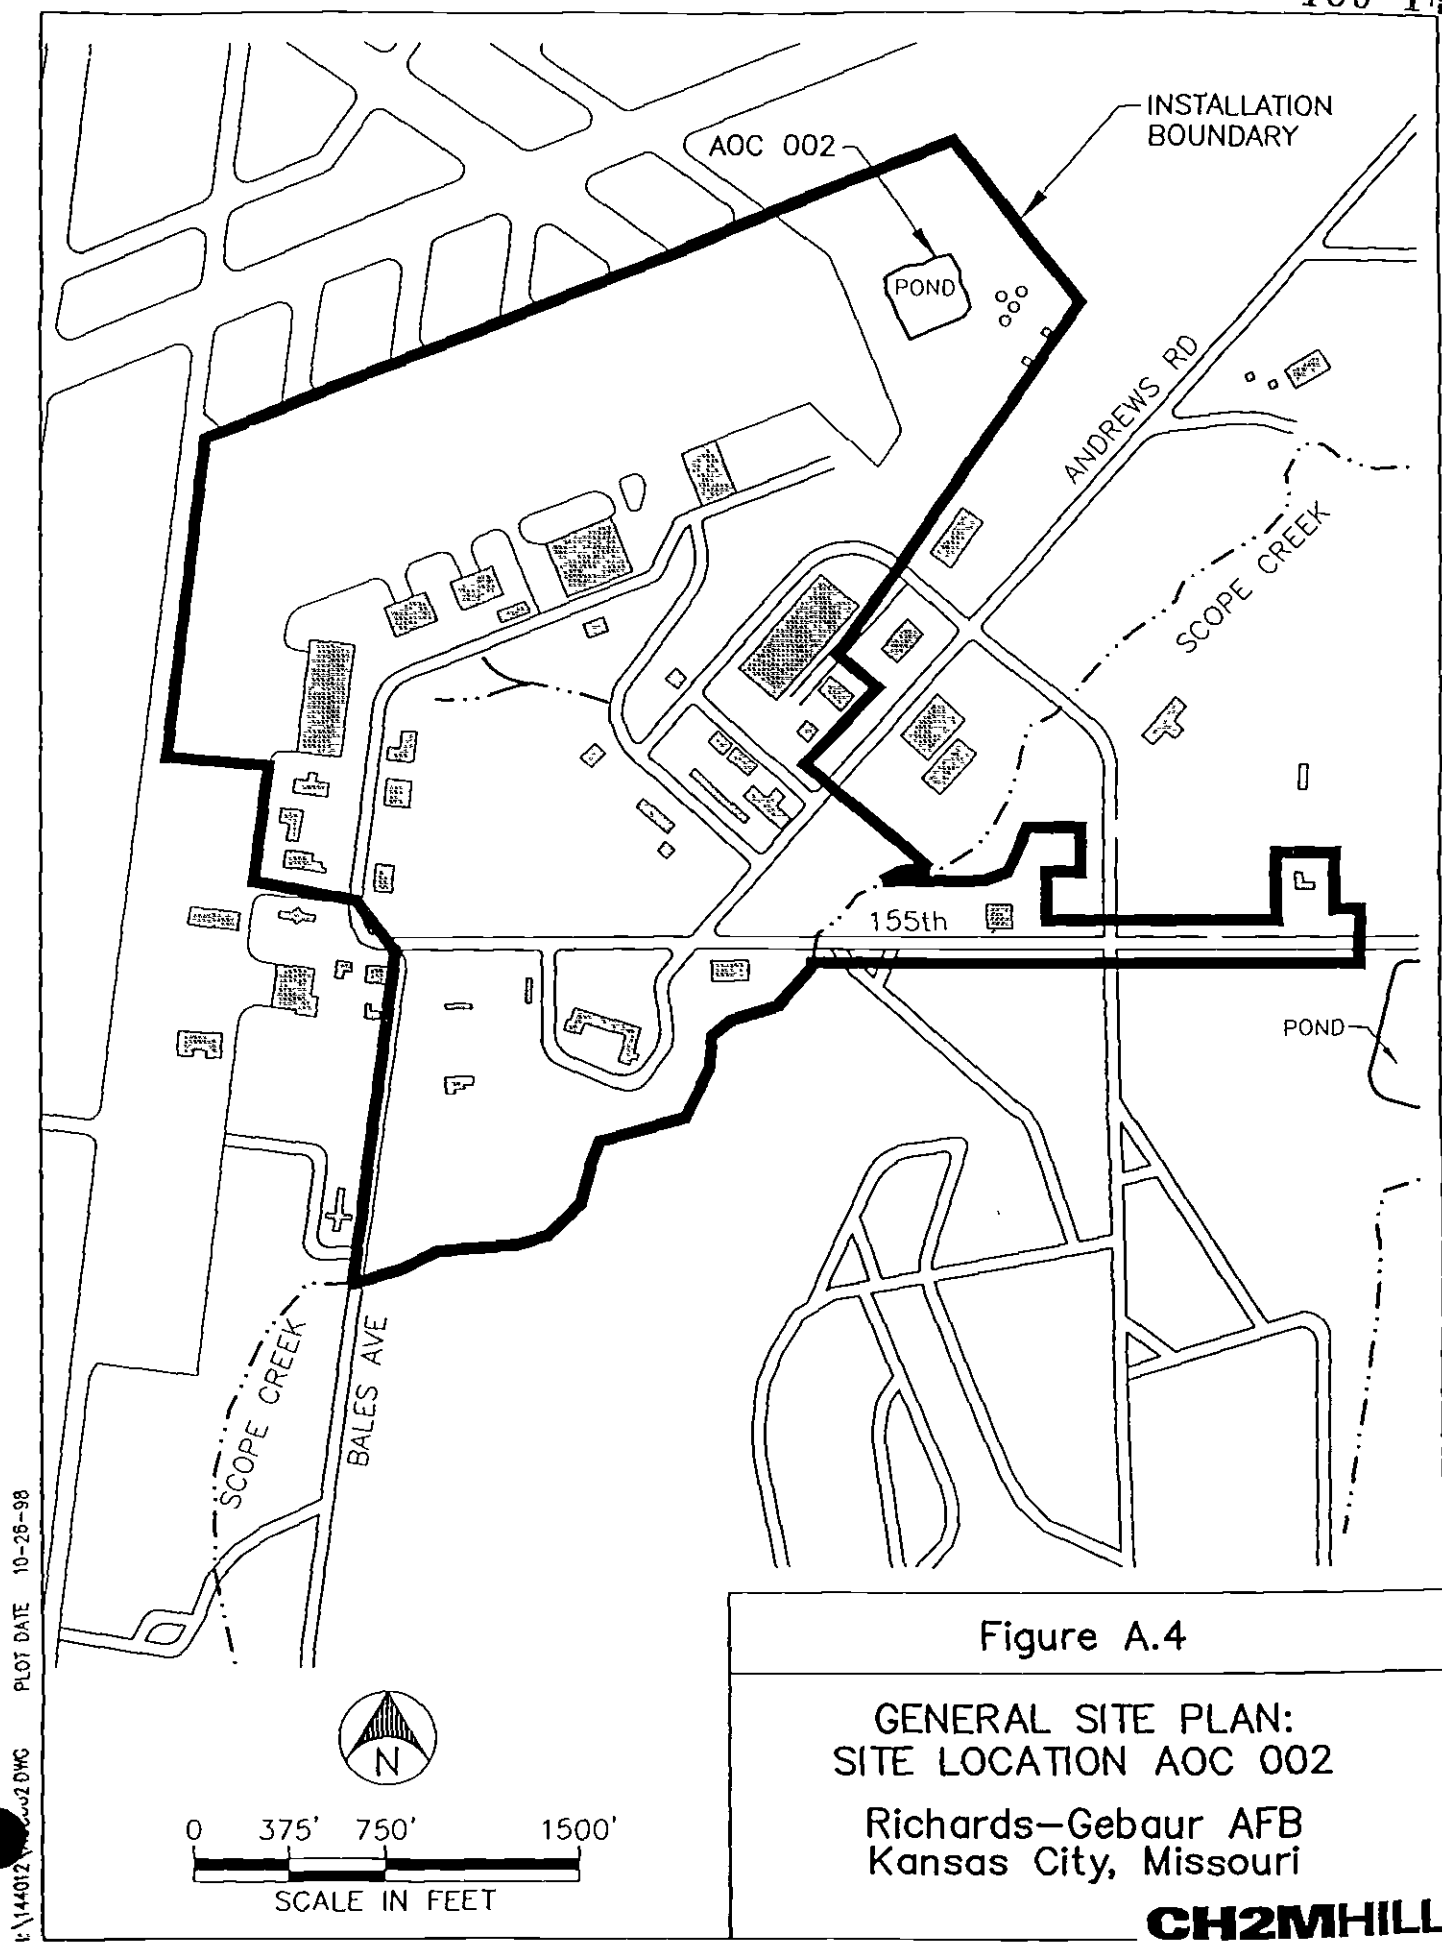 INSTALLATION
BOUNDARY
AOC 002
POND
ANDREWS RD
SCOPE CREEK
155th
POND
SCOPE CREEK
BALES AVE
PLOT DATE 10-26-98
N
0 375' 750' 1500'
SCALE IN FEET
Figure A.4
GENERAL SITE PLAN:
SITE LOCATION AOC 002
Richards-Gebaur AFB
Kansas City, Missouri
CH2MHILL